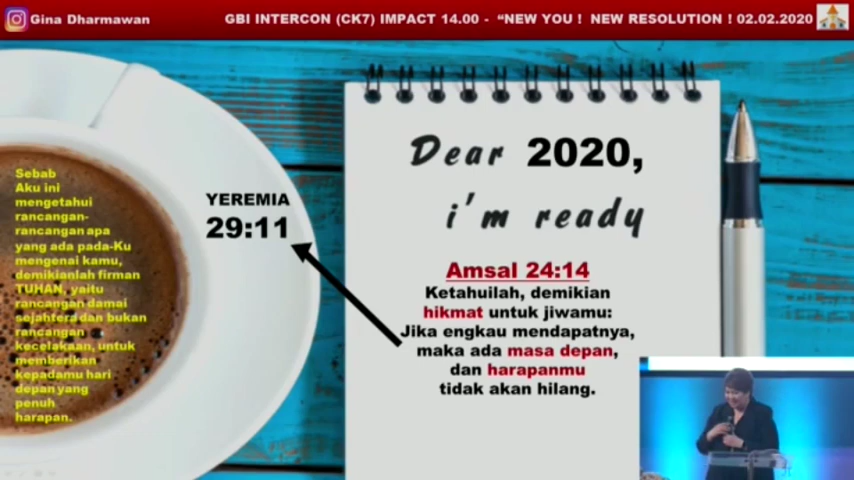 Gina Dharmawan
GBI INTERCON (CK7) IMPACT 14.00 - “NEW YOU ! NEW RESOLUTION ! 02.02.2020
Sebab
Aku ini
mengetahui
rancangan-
rancangan apa
yang ada pada-Ku
mengenai kamu,
demikianlah firman
TUHAN, yaitu
rancangan damai
sejahtera dan bukan
rancangan
kecelakaan, untuk
memberikan
kepadamu hari
depan yang
penuh
harapan.
YEREMIA
29:11
Dear 2020,
i'm ready
Amsal 24:14
Ketahuilah, demikian
hikmat untuk jiwamu:
Jika engkau mendapatnya,
maka ada masa depan,
dan harapanmu
tidak akan hilang.